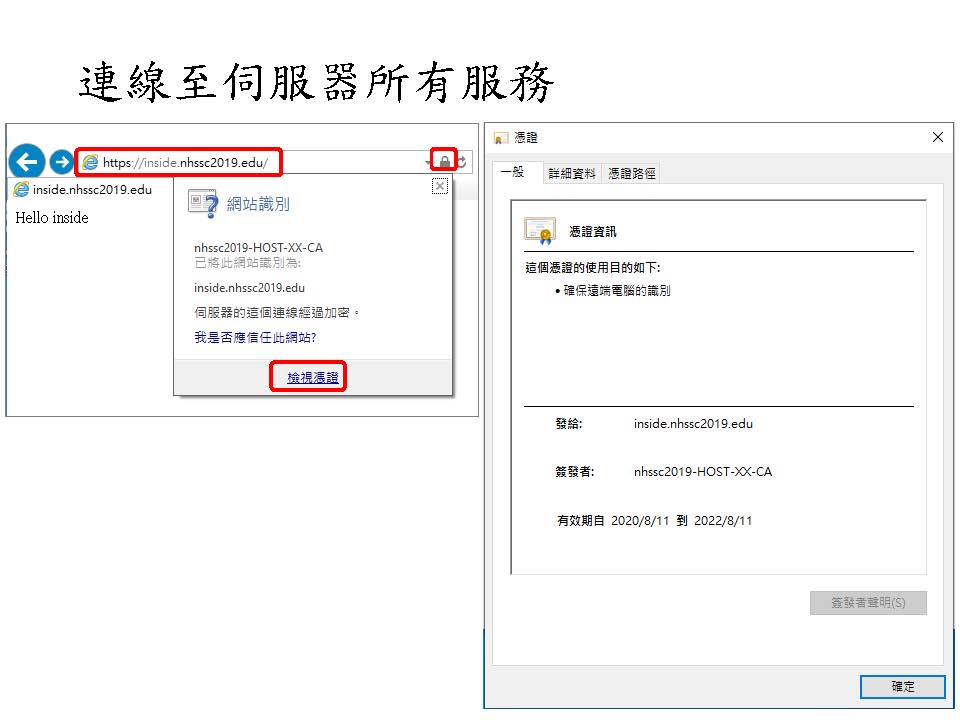 連線至伺服器所有服務
https://inside.nhssc2019.edu/
inside.nhssc2019.edu
Hello inside
網站識別
nhssc2019-HOST-XX-CA
已將此網站識別為:
inside.nhssc2019.edu
伺服器的這個連線經過加密。
我是否應信任此網站?
檢視憑證
憑證
一般 詳細資料 憑證路徑
憑證資訊
這個憑證的使用目的如下:
• 確保遠端電腦的識別
發給: inside.nhssc2019.edu
簽發者: nhssc2019-HOST-XX-CA
有效期自 2020/8/11 到 2022/8/11
簽發者聲明(S)
確定